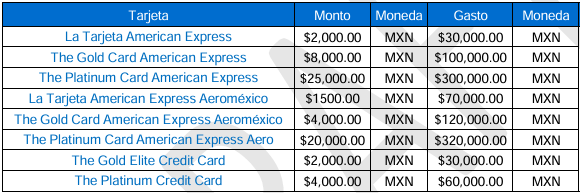 Tarjeta Monto Moneda Gasto Moneda
La Tarjeta American Express $2,000.00 MXN $30,000.00 MXN
The Gold Card American Express $8,000.00 MXN $100,000.00 MXN
The Platinum Card American Express $25,000.00 MXN $300,000.00 MXN
La Tarjeta American Express Aeroméxico $1500.00 MXN $70,000.00 MXN
The Gold Card American Express Aeroméxico $4,000.00 MXN $120,000.00 MXN
The Platinum Card American Express Aero $20,000.00 MXN $320,000.00 MXN
The Gold Elite Credit Card $2,000.00 MXN $30,000.00 MXN
The Platinum Credit Card $4,000.00 MXN $60,000.00 MXN